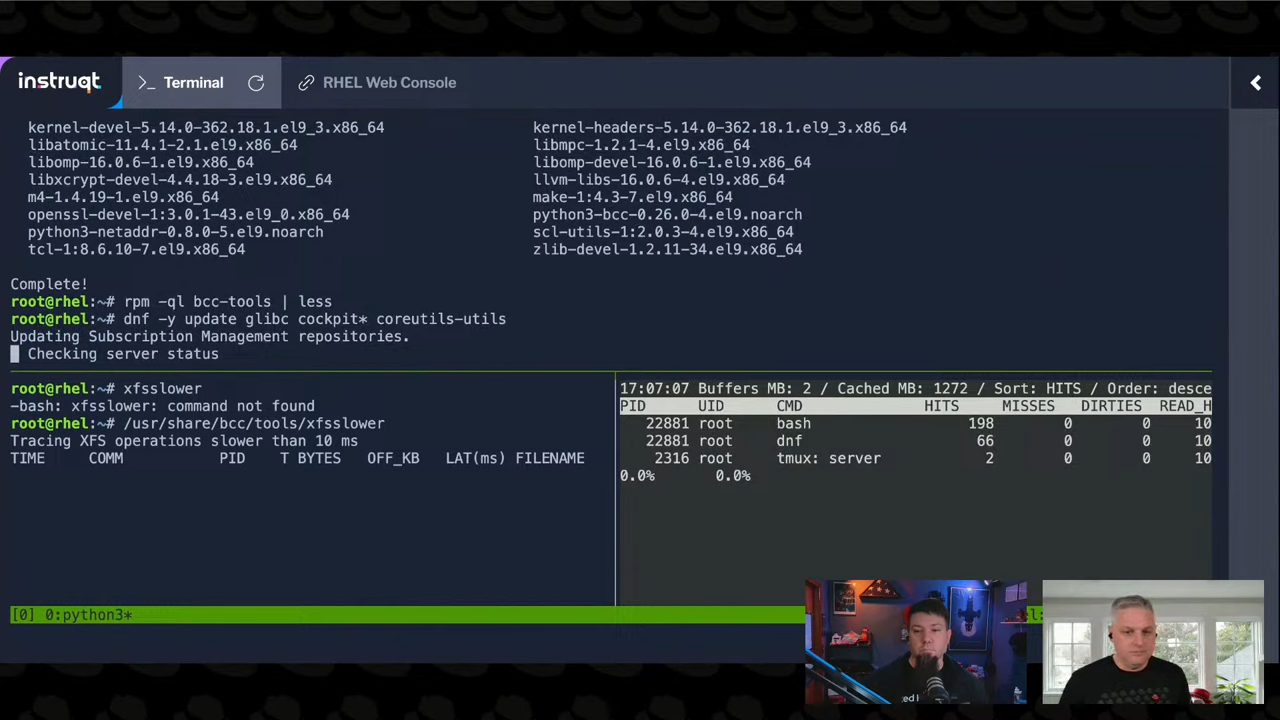 instruqt
>_ Terminal
RHEL Web Console
kernel-devel-5.14.0-362.18.1.el9_3.x86_64 kernel-headers-5.14.0-362.18.1.el9_3.x86_64
libatomic-11.4.1-2.1.el9.x86_64 libmpc-1.2.1-4.el9.x86_64
libomp-16.0.6-1.el9.x86_64 libomp-devel-16.0.6-1.el9.x86_64
libxcrypt-devel-4.4.18-3.el9.x86_64 llvm-libs-16.0.6-4.el9.x86_64
m4-1.4.19-1.el9.x86_64 make-1:4.3-7.el9.x86_64
openssl-devel-1:3.0.1-43.el9_0.x86_64 python3-bcc-0.26.0-4.el9.noarch
python3-netaddr-0.8.0-5.el9.noarch scl-utils-1:2.0.3-4.el9.x86_64
tcl-1:8.6.10-7.el9.x86_64 zlib-devel-1.2.11-34.el9.x86_64
Complete!
root@rhel:~# rpm -ql bcc-tools | less
root@rhel:~# dnf -y update glibc cockpit* coreutils-utils
Updating Subscription Management repositories.
Checking server status
root@rhel:~# xfsslower
-bash: xfsslower: command not found
root@rhel:~# /usr/share/bcc/tools/xfsslower
Tracing XFS operations slower than 10 ms
TIME COMM PID T BYTES OFF_KB LAT(ms) FILENAME
17:07:07 Buffers MB: 2 / Cached MB: 1272 / Sort: HITS / Order: desce
PID UID CMD HITS MISSES DIRTIES READ_H
22881 root bash 198 0 0 10
22881 root dnf 66 0 0 10
2316 root tmux: server 2 0 0 10
0.0% 0.0%
[0] 0:python3*